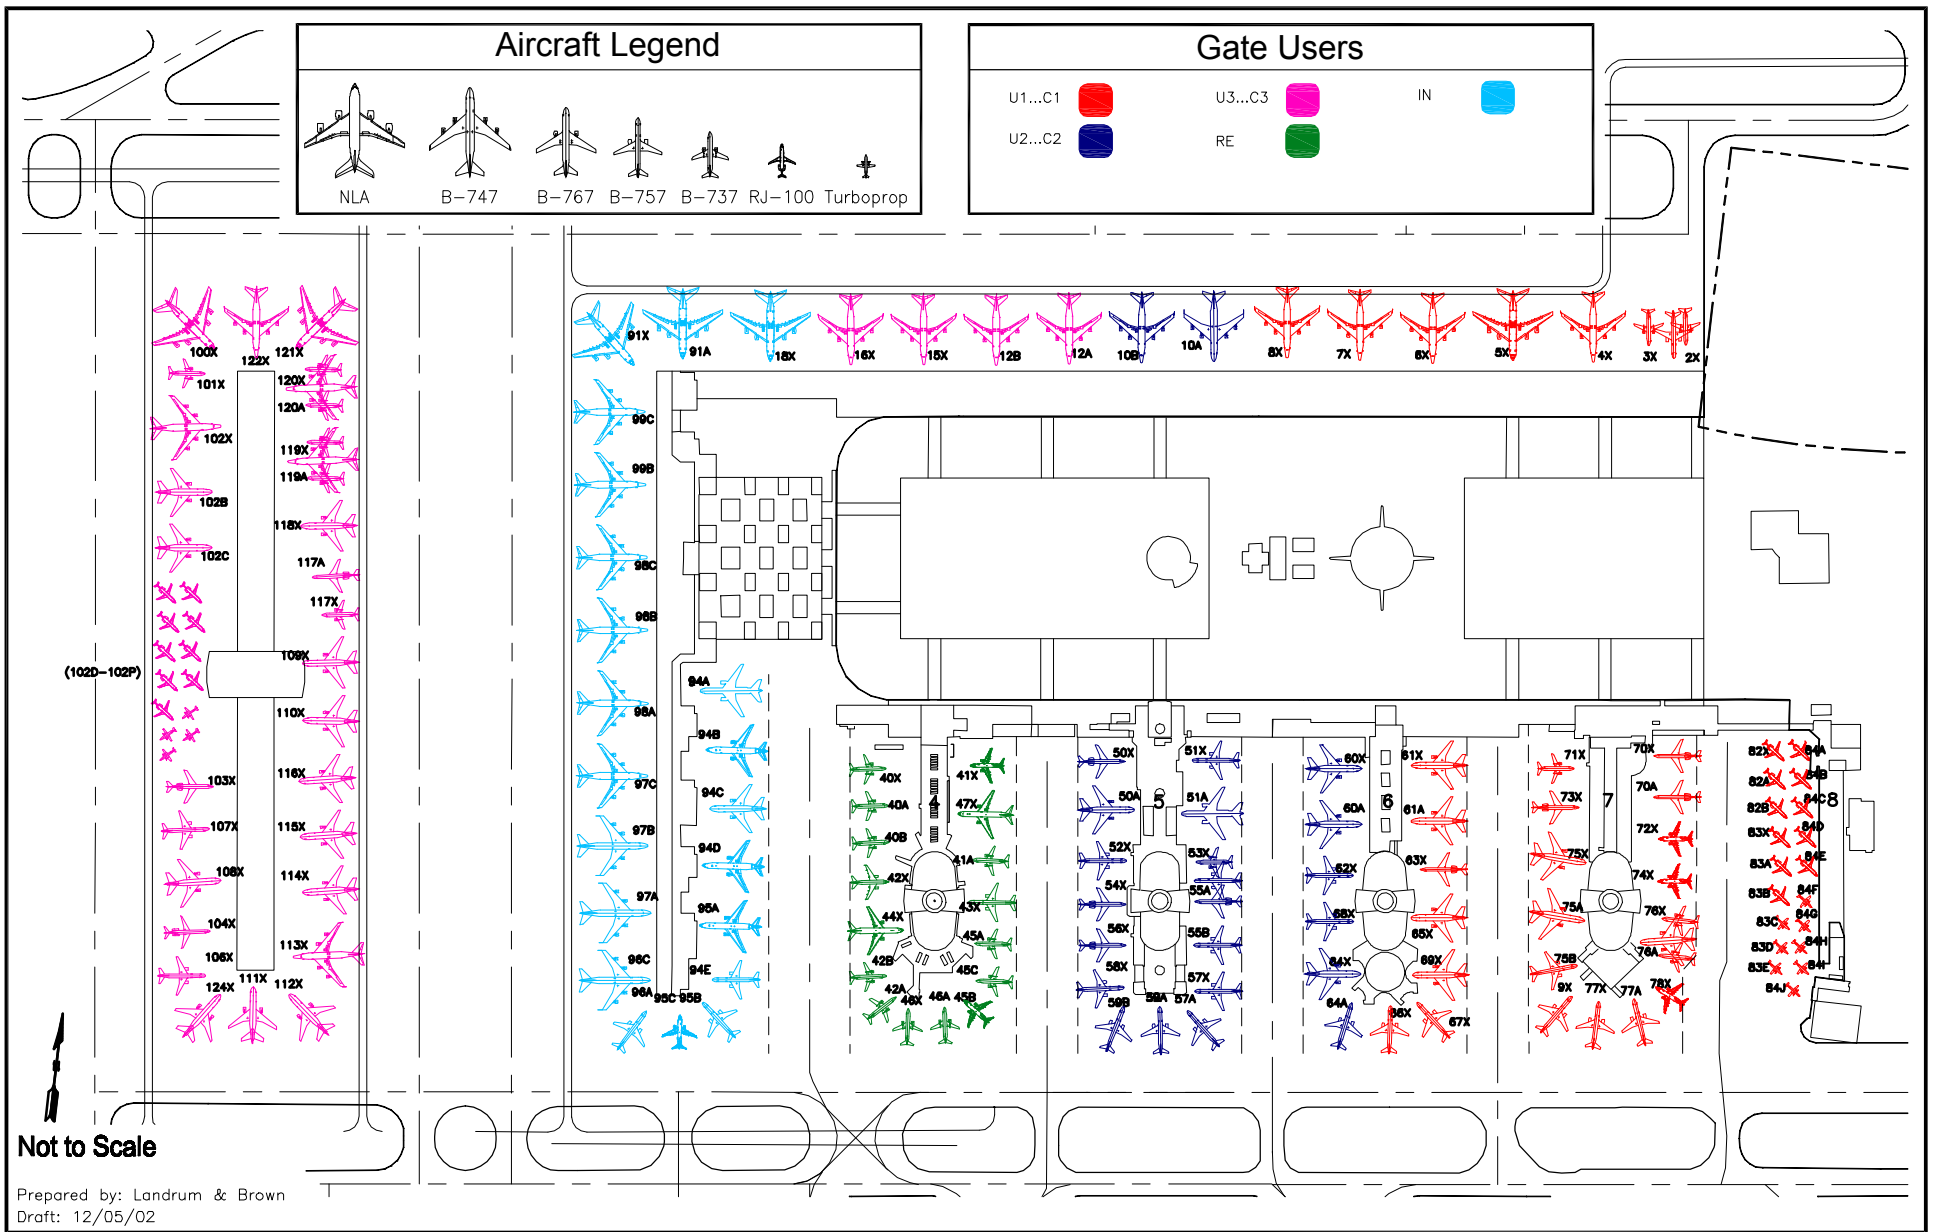 Aircraft Legend
NLA B-747 B-767 B-757 B-737 RJ-100 Turboprop
Gate Users
U1...C1 U3...C3 IN
U2...C2 RE
100X 122X 121X
101X 120X
120A
102X
119X
119A
102B
118X
102C
117A
117X
109X
(102D-102P)
110X
103X 116X
107X 115X
108X 114X
104X
113X
106X
124X 111X 112X
91X 91A 18X 16X 15X 12B 12A 10B 10A 8X 7X 6X 5X 4X 3X 2X
99C
99B
98C
98B
98A
97C
97B
97A
96C
96A 95C 95B
94A
94B
94C
94D
95A
94E
40X 41X
40A 4 47X
40B
41A
42X
43X
44X
45A
42B 45C
42A 46X 46A 45B
50X 51X
50A 5 51A
52X 53X
54X 55A
56X 55B
58X 57X
59B 59A 57A
60X 61X
60A 6 61A
62X 63X
68X 65X
64X 69X
64A 66X 67X
71X 70X
73X 7 70A
72X
75X
74X
75A 76X
75B 76A
9X 77X 77A 78X
82X 84A
82A 84B
82B 84C 8
83X 84D
83A 84E
83B 84F
83C 84G
83D 84H
83E 84I
84J
Not to Scale
Prepared by: Landrum & Brown
Draft: 12/05/02